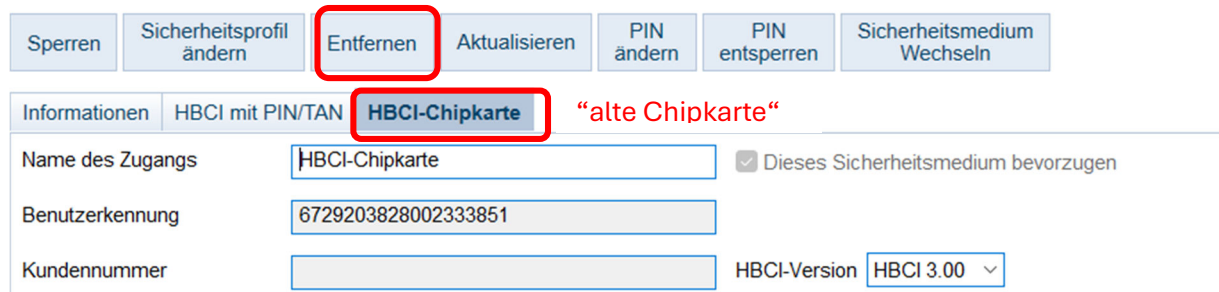 Sperren
Sicherheitsprofil
ändern
Entfernen
Aktualisieren
PIN
ändern
PIN
entsperren
Sicherheitsmedium
Wechseln
Informationen HBCI mit PIN/TAN HBCI-Chipkarte “alte Chipkarte“
Name des Zugangs HBCI-Chipkarte Dieses Sicherheitsmedium bevorzugen
Benutzerkennung 6729203828002333851
Kundennummer HBCI-Version HBCI 3.00